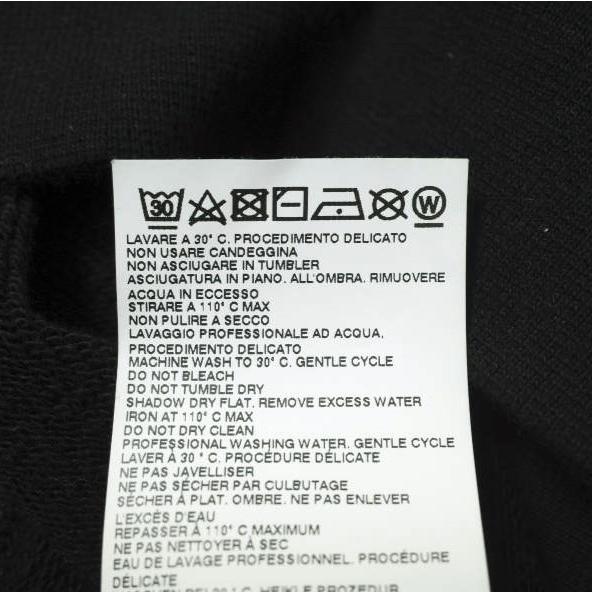 30 W
LAVARE A 30° C. PROCEDIMENTO DELICATO
NON USARE CANDEGGINA
NON ASCIUGARE IN TUMBLER
ASCIUGATURA IN PIANO. ALL'OMBRA. RIMUOVERE
ACQUA IN ECCESSO
STIRARE A 110° C MAX
NON PULIRE A SECCO
LAVAGGIO PROFESSIONALE AD ACQUA,
PROCEDIMENTO DELICATO
MACHINE WASH TO 30° C. GENTLE CYCLE
DO NOT BLEACH
DO NOT TUMBLE DRY
SHADOW DRY FLAT. REMOVE EXCESS WATER
IRON AT 110° C MAX
DO NOT DRY CLEAN
PROFESSIONAL WASHING WATER. GENTLE CYCLE
LAVER À 30 ° C. PROCÉDURE DÉLICATE
NE PAS JAVELLISER
NE PAS SÉCHER PAR CULBUTAGE
SÉCHER À PLAT. OMBRE. NE PAS ENLEVER
L'EXCÈS D'EAU
REPASSER À 110° C MAXIMUM
NE PAS NETTOYER À SEC
EAU DE LAVAGE PROFESSIONNEL. PROCÉDURE
DÉLICATE